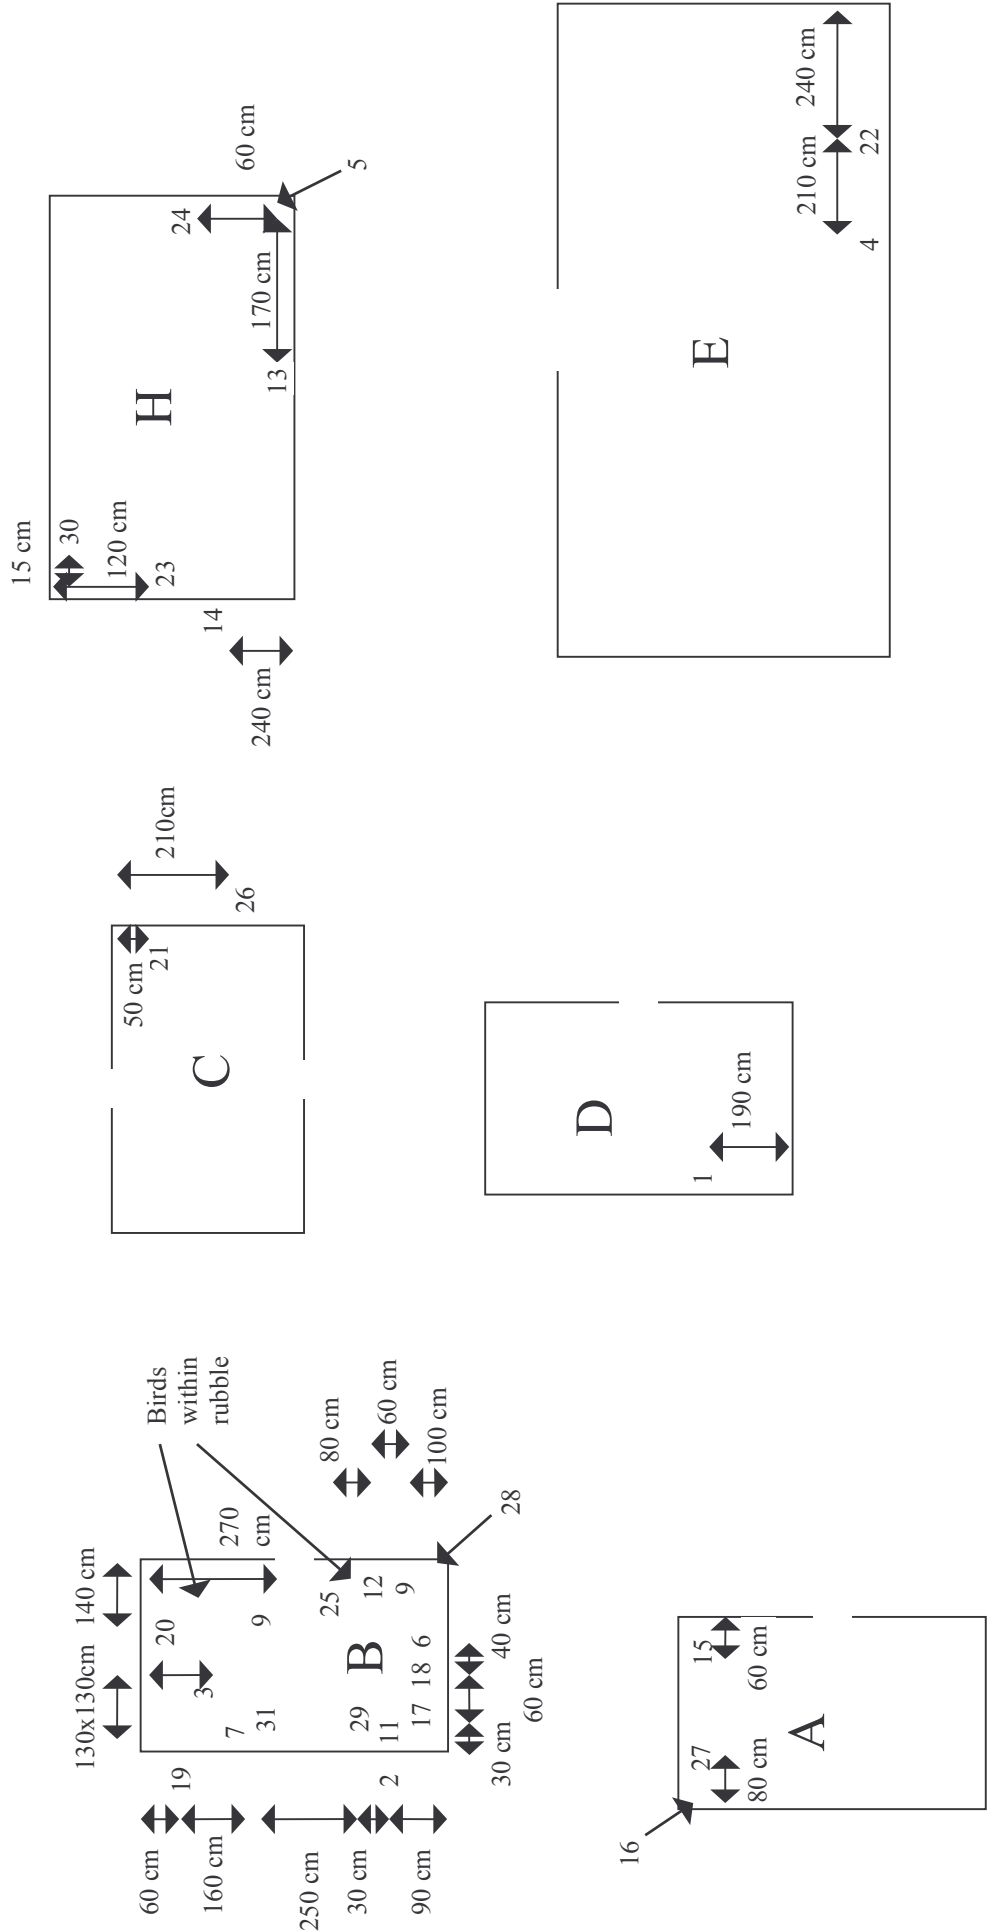 130x130cm
140 cm
60 cm
19
20
Birds
within
rubble
160 cm
3
7
31
9
270
cm
250 cm
29
25
80 cm
30 cm
B
11
2
12
60 cm
9
90 cm
17
18
6
100 cm
30 cm
60 cm
40 cm
28
50 cm
21
210cm
C
26
15 cm
30
120 cm
23
H
24
60 cm
14
240 cm
170 cm
13
5
16
27
15
80 cm
60 cm
A
D
1
190 cm
E
210 cm
240 cm
4
22